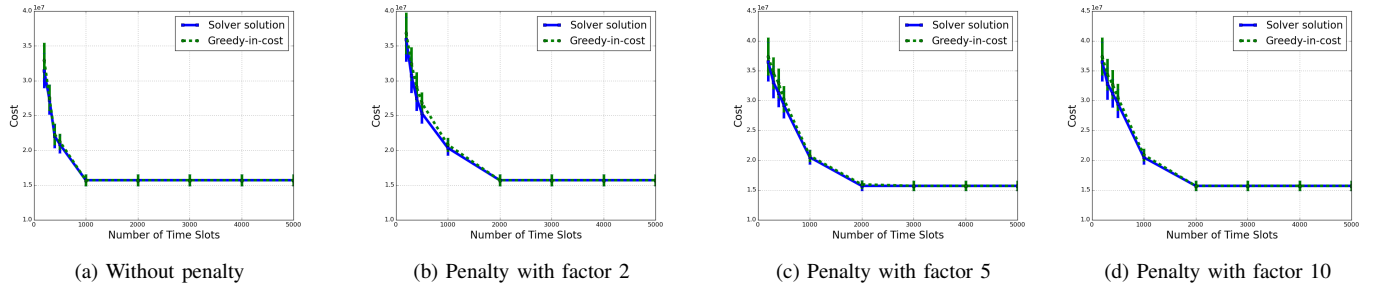 1e7
4.0
3.5
3.0
2.5
2.0
1.5
1.0
Cost
0 1000 2000 3000 4000 5000
Number of Time Slots
Solver solution
Greedy-in-cost
(a) Without penalty
1e7
4.0
3.5
3.0
2.5
2.0
1.5
1.0
Cost
0 1000 2000 3000 4000 5000
Number of Time Slots
Solver solution
Greedy-in-cost
(b) Penalty with factor 2
1e7
4.5
4.0
3.5
3.0
2.5
2.0
1.5
1.0
Cost
0 1000 2000 3000 4000 5000
Number of Time Slots
Solver solution
Greedy-in-cost
(c) Penalty with factor 5
1e7
4.5
4.0
3.5
3.0
2.5
2.0
1.5
1.0
Cost
0 1000 2000 3000 4000 5000
Number of Time Slots
Solver solution
Greedy-in-cost
(d) Penalty with factor 10